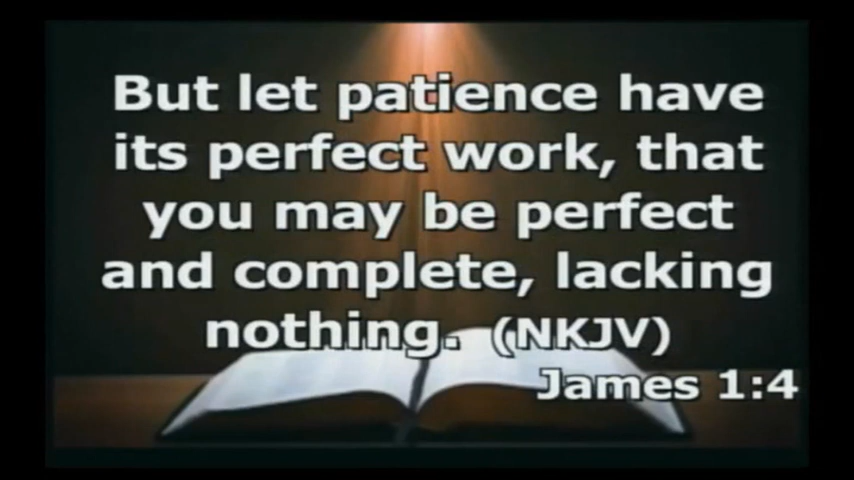 But let patience have
its perfect work, that
you may be perfect
and complete, lacking
nothing. (NKJV)
James 1:4